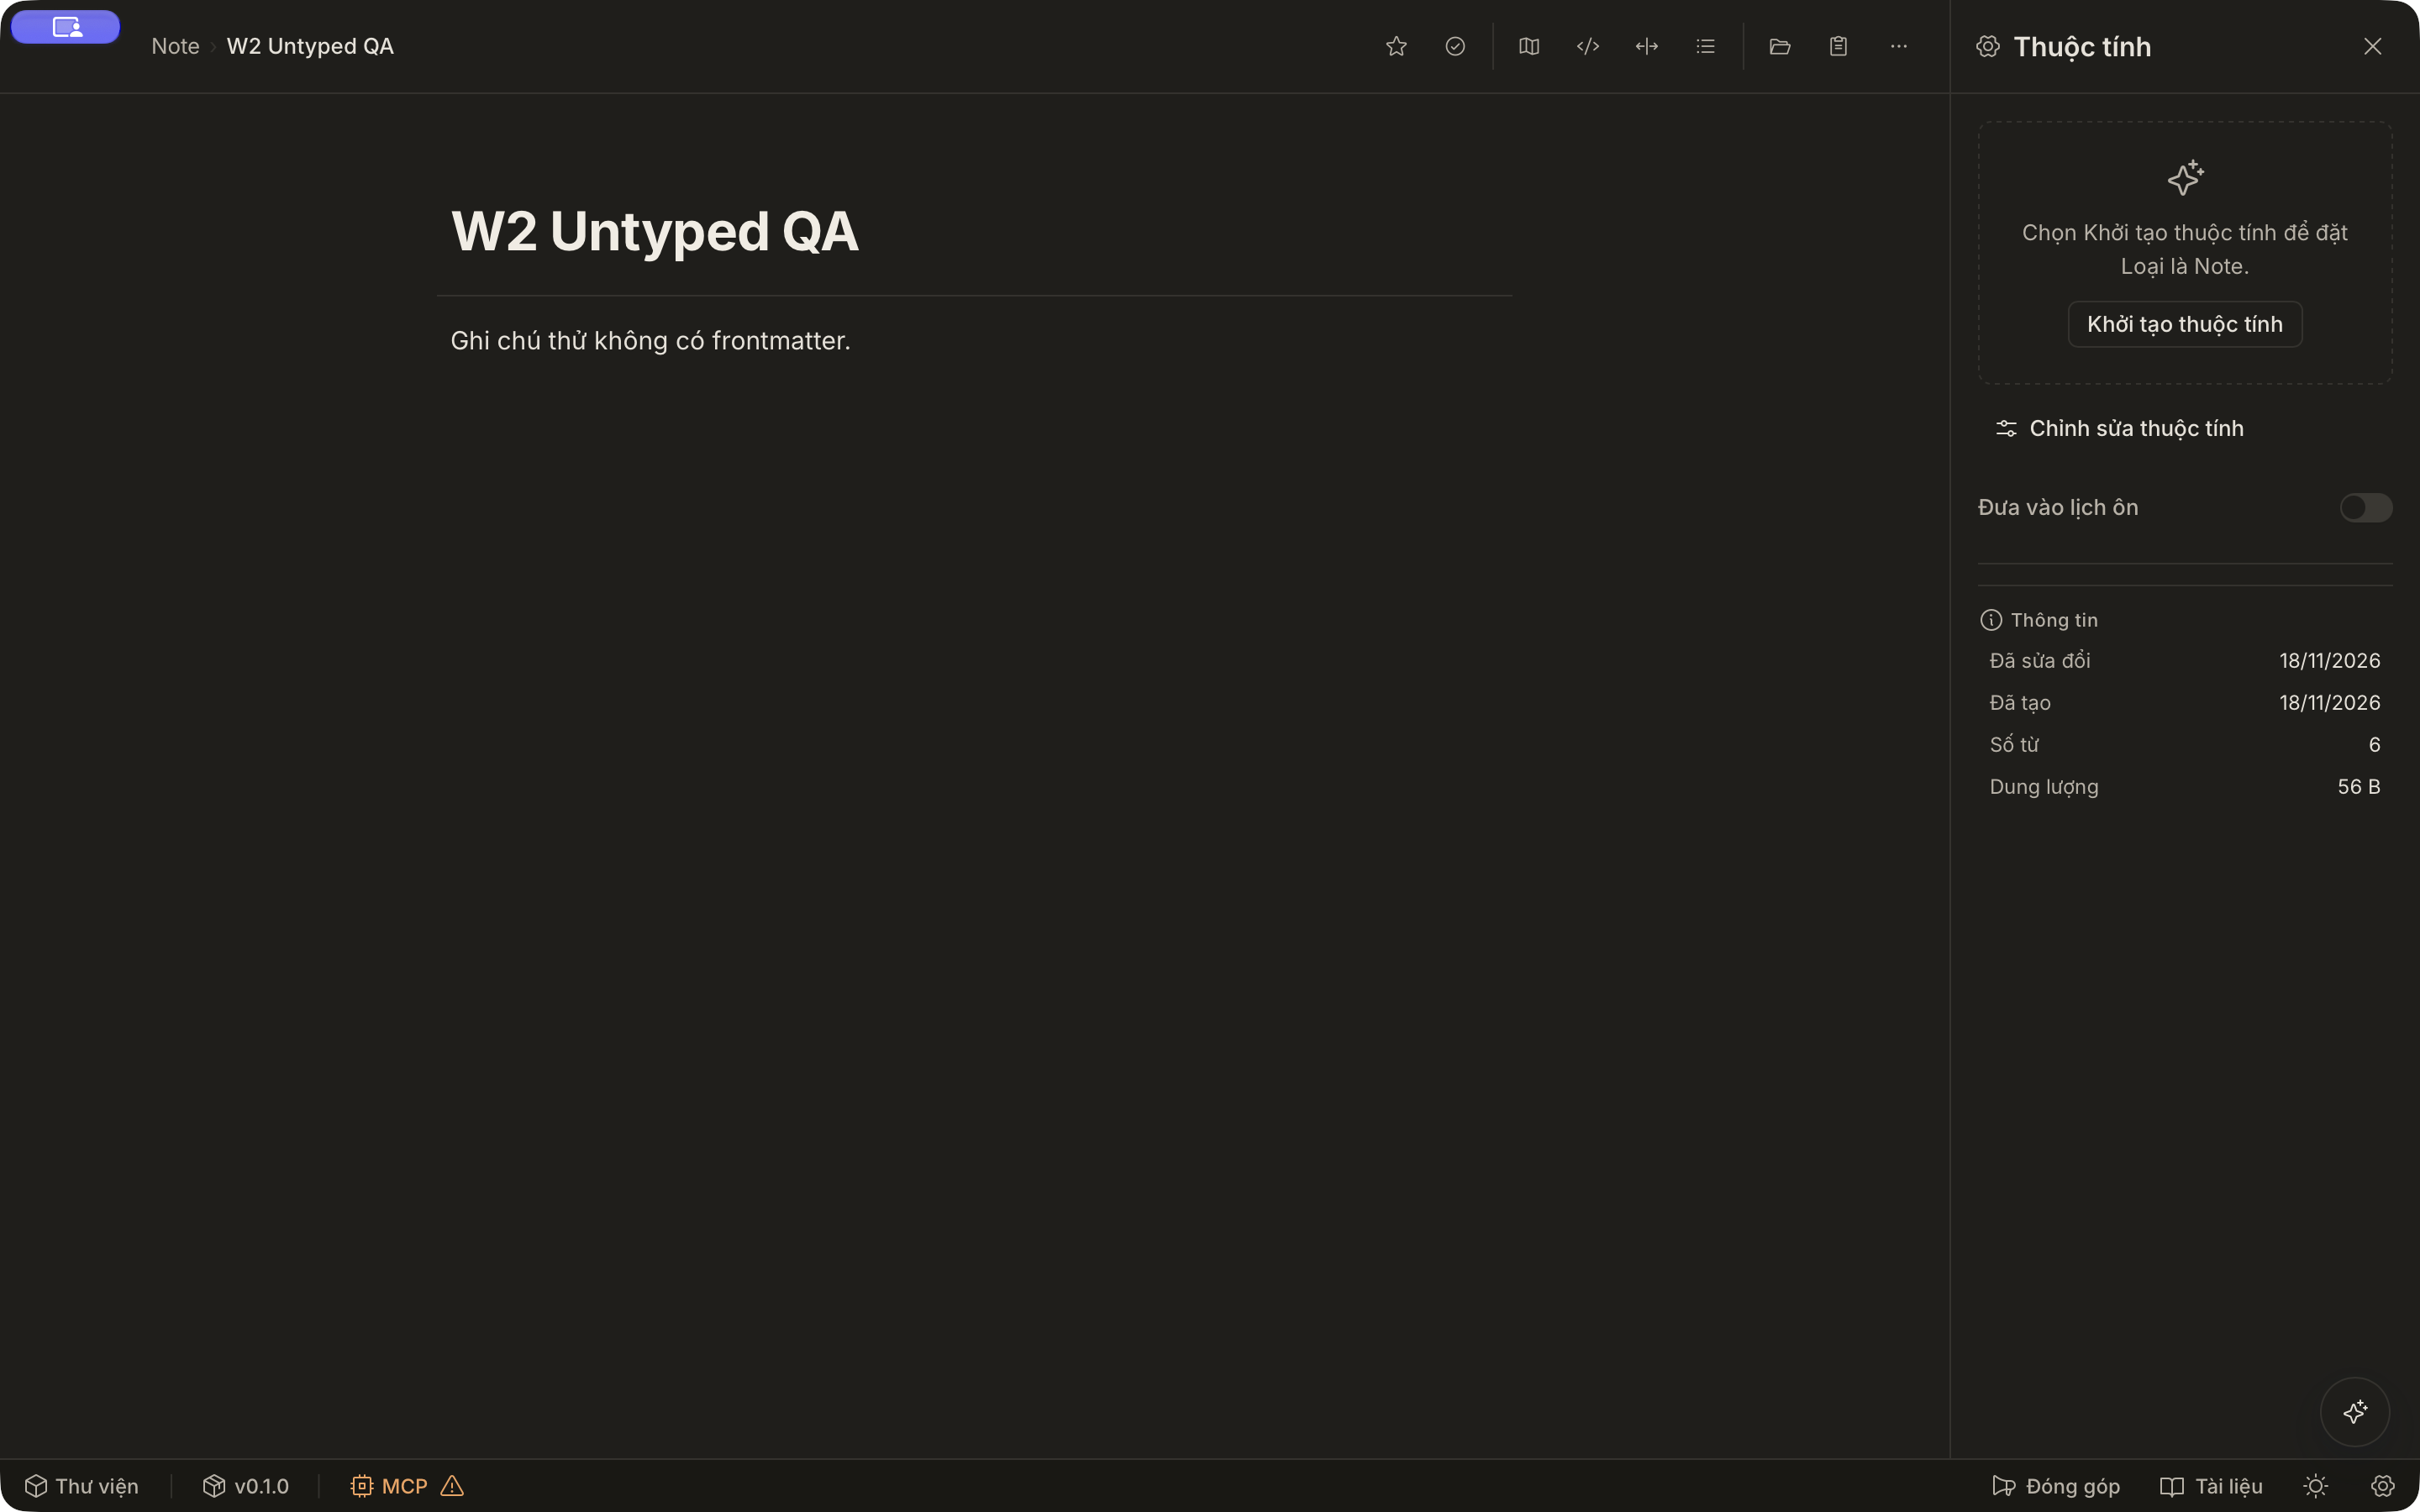 Note › W2 Untyped QA
Thuộc tính
W2 Untyped QA
Ghi chú thử không có frontmatter.
Chọn Khởi tạo thuộc tính để đặt
Loại là Note.
Khởi tạo thuộc tính
Chỉnh sửa thuộc tính
Đưa vào lịch ôn
Thông tin
Đã sửa đổi 18/11/2026
Đã tạo 18/11/2026
Số từ 6
Dung lượng 56 B
Thư viện v0.1.0 MCP Đóng góp Tài liệu